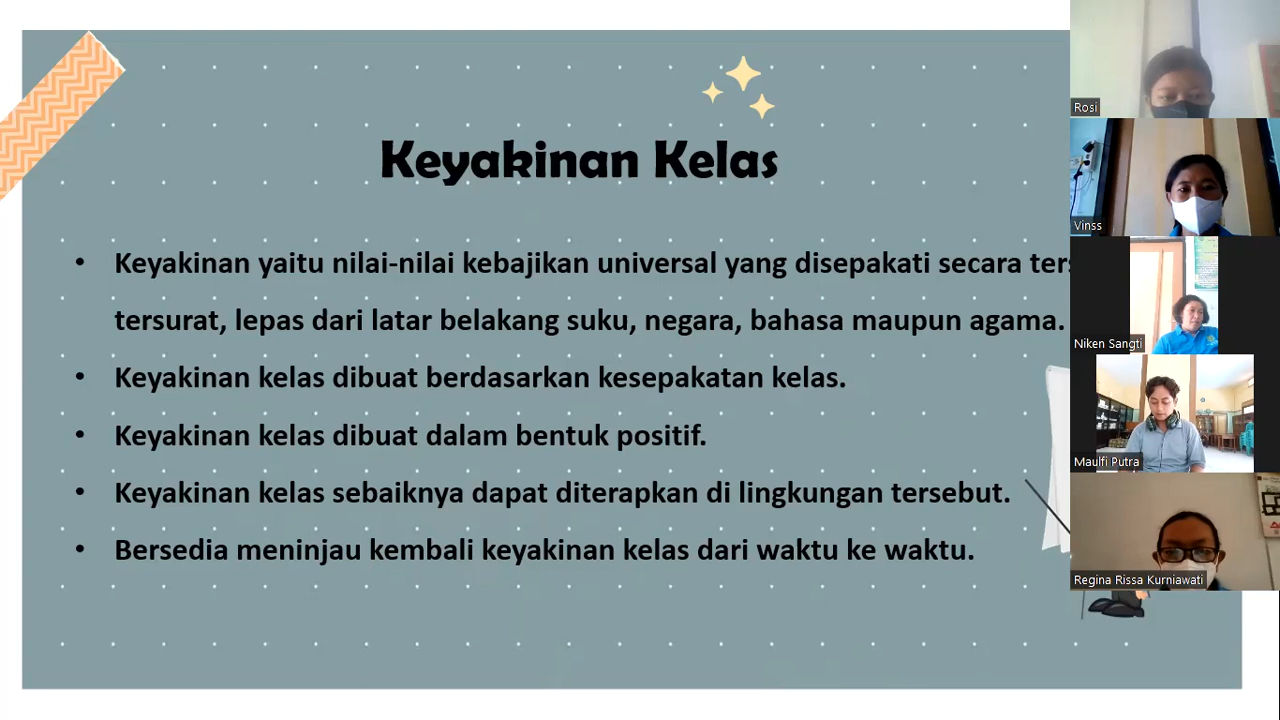 Keyakinan Kelas
• Keyakinan yaitu nilai-nilai kebajikan universal yang disepakati secara
tersurat, lepas dari latar belakang suku, negara, bahasa maupun agama.
• Keyakinan kelas dibuat berdasarkan kesepakatan kelas.
• Keyakinan kelas dibuat dalam bentuk positif.
• Keyakinan kelas sebaiknya dapat diterapkan di lingkungan tersebut.
• Bersedia meninjau kembali keyakinan kelas dari waktu ke waktu.
Rosi
Vinss
Niken Sangti
Maulfi Putra
Regina Rissa Kurniawati